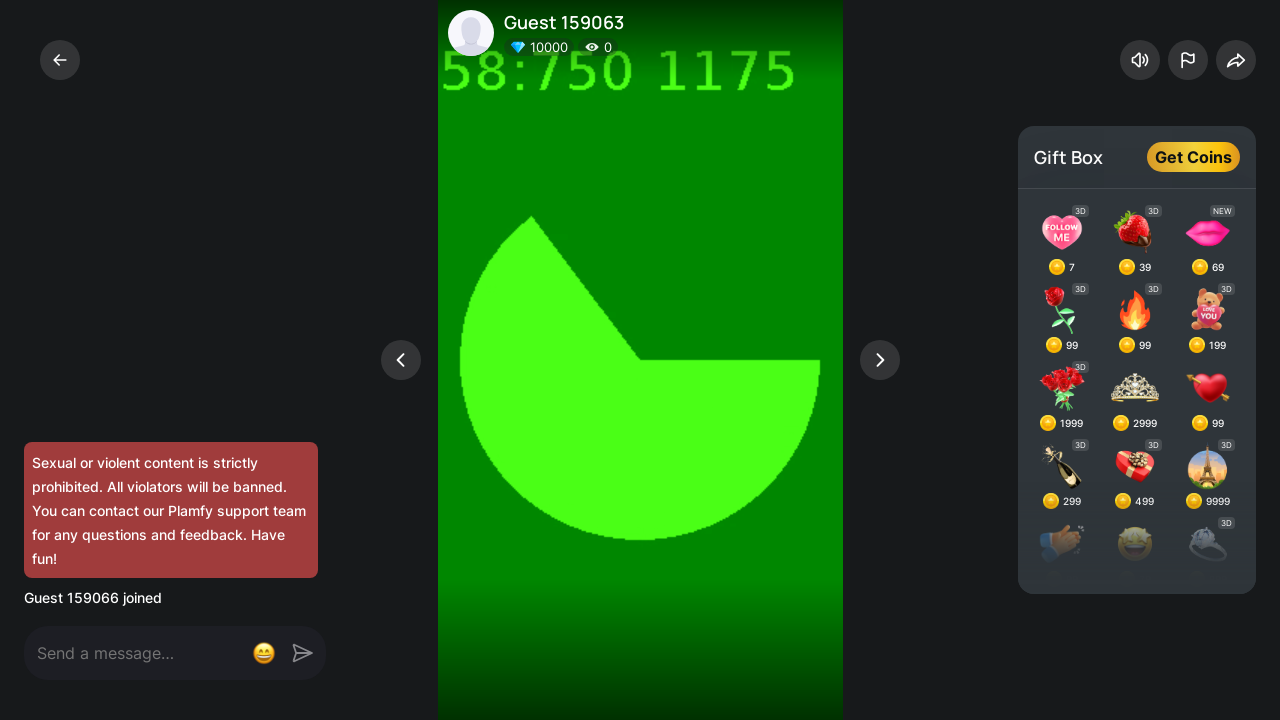 Guest 159063
10000 0
58:750 1175
Gift Box
Get Coins
3D
3D
NEW
FOLLOW
ME
7
39
69
3D
3D
3D
LOVE
YOU
99
99
199
3D
1999
2999
99
3D
3D
3D
299
499
9999
3D
Sexual or violent content is strictly
prohibited. All violators will be banned.
You can contact our Plamfy support team
for any questions and feedback. Have
fun!
Guest 159066 joined
Send a message...